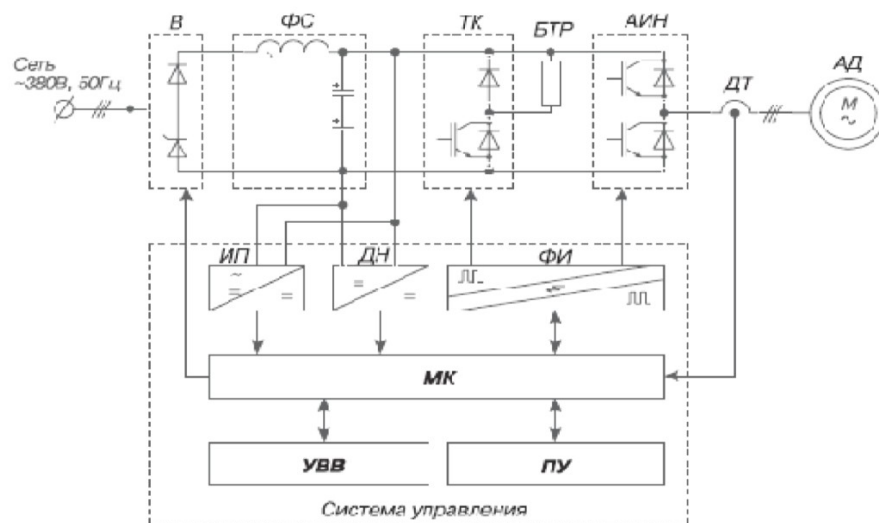 В
ФС
ТК
БТР
АИН
Сеть
~380В, 50Гц
ДТ
АД
М
~
ИП
ДН
ФИ
МК
УВВ
ПУ
Система управления